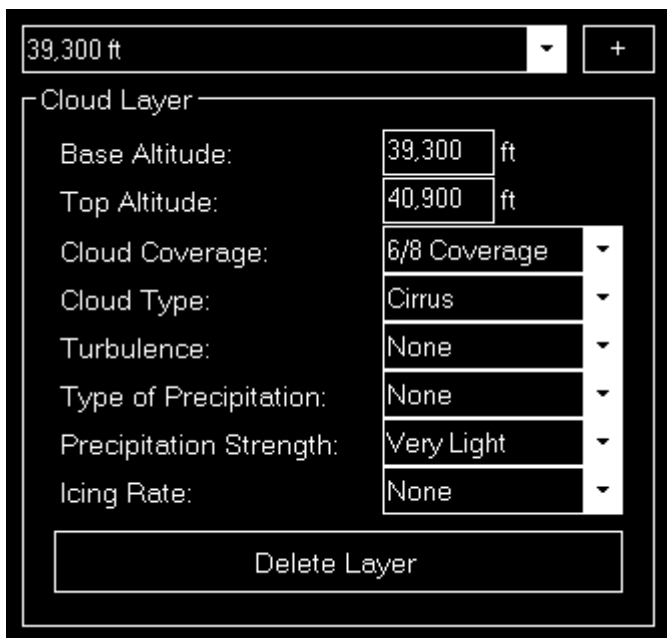 39,300 ft +
Cloud Layer
Base Altitude: 39,300 ft
Top Altitude: 40,900 ft
Cloud Coverage: 6/8 Coverage
Cloud Type: Cirrus
Turbulence: None
Type of Precipitation: None
Precipitation Strength: Very Light
Icing Rate: None
Delete Layer